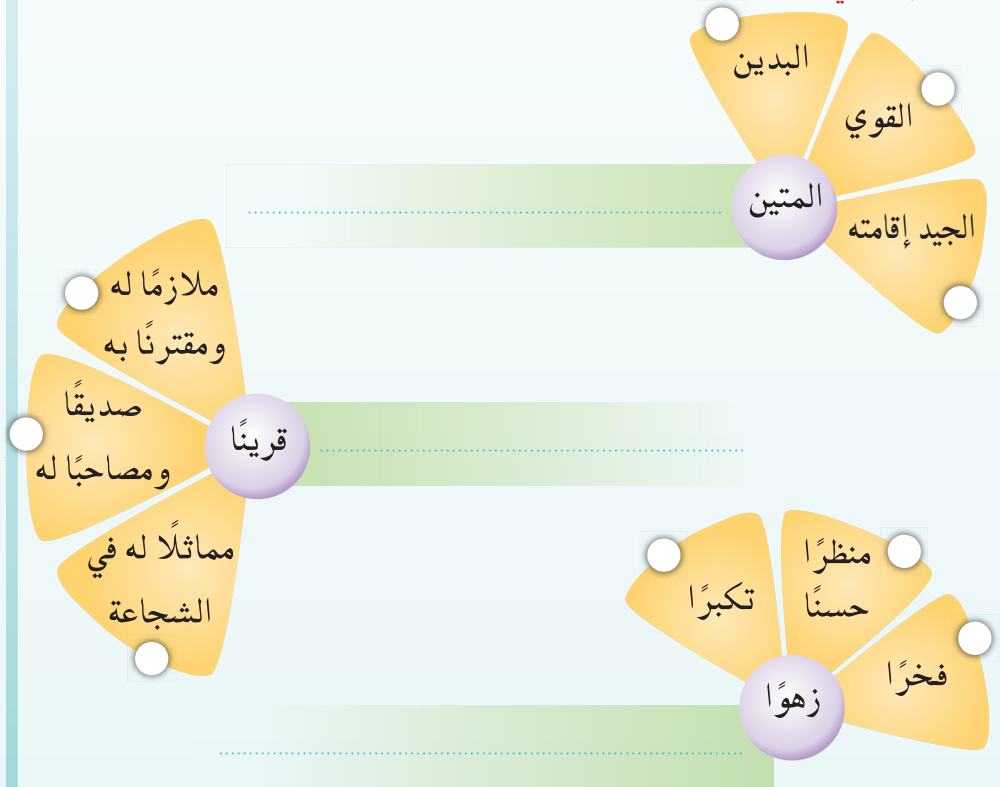 البدين
القوي
المتين
الجيد إقامته
ملازمًا له
ومقترنًا به
صديقًا
ومصاحبًا له
قرينًا
مماثلًا له في
الشجاعة
منظرًا
حسنًا
تكبرًا
فخرًا
زهوًا